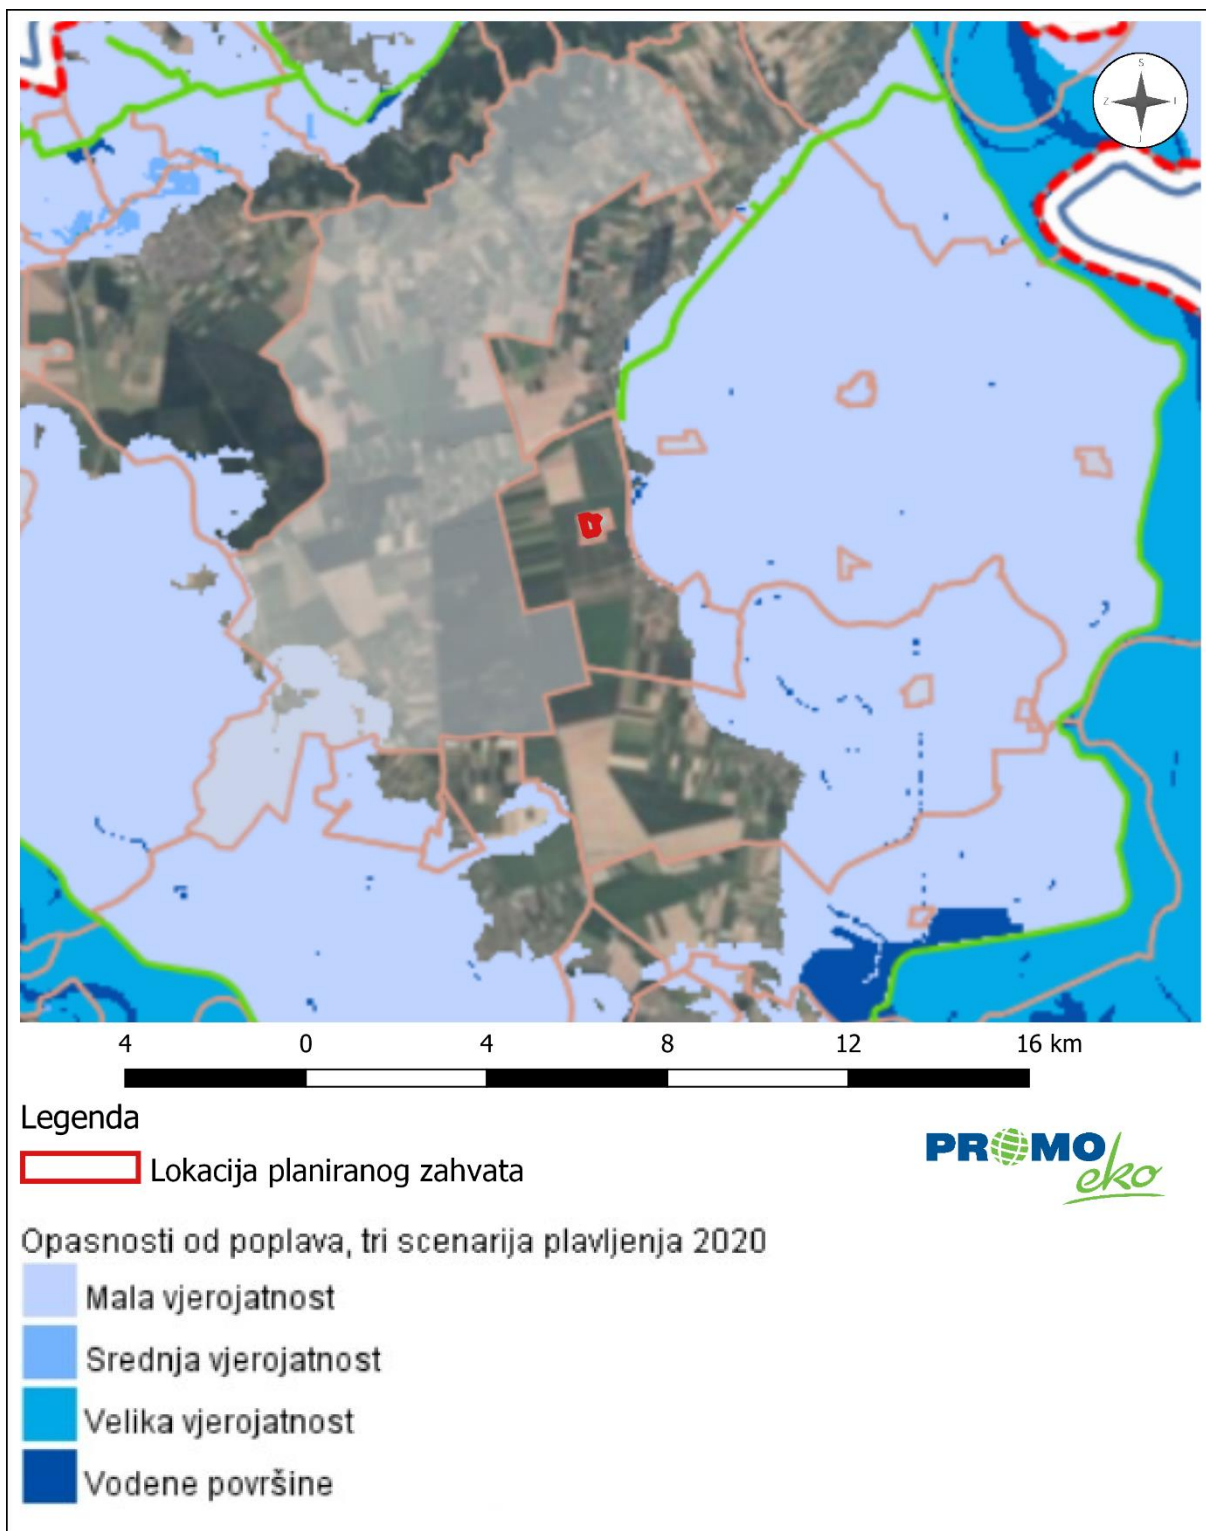 S
Z I
J
4 0 4 8 12 16 km
Legenda
Lokacija planiranog zahvata
PROMO
eko
Opasnosti od poplava, tri scenarija plavljenja 2020
Mala vjerojatnost
Srednja vjerojatnost
Velika vjerojatnost
Vodene površine